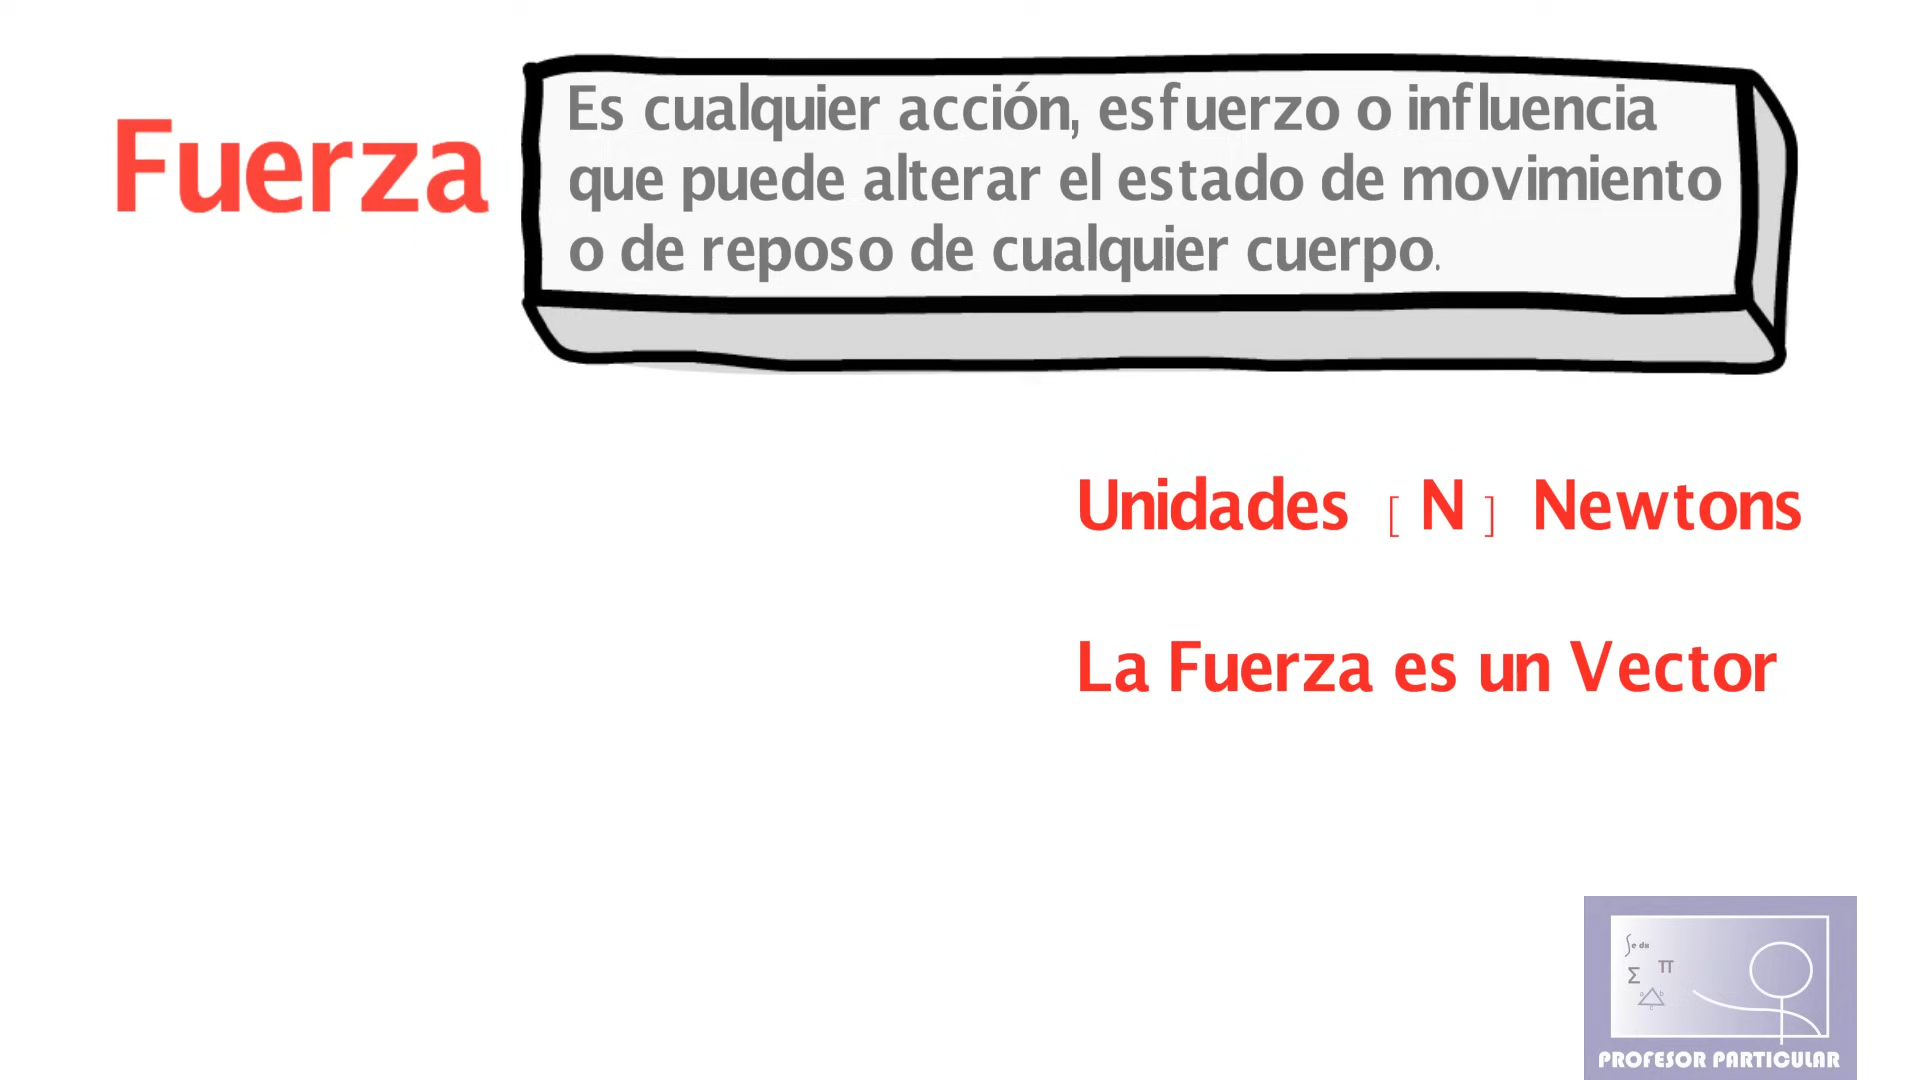 Fuerza
Es cualquier acción, esfuerzo o influencia
que puede alterar el estado de movimiento
o de reposo de cualquier cuerpo.
Unidades [ N ] Newtons
La Fuerza es un Vector
∫e dx
Σ π
a b
c
PROFESOR PARTICULAR